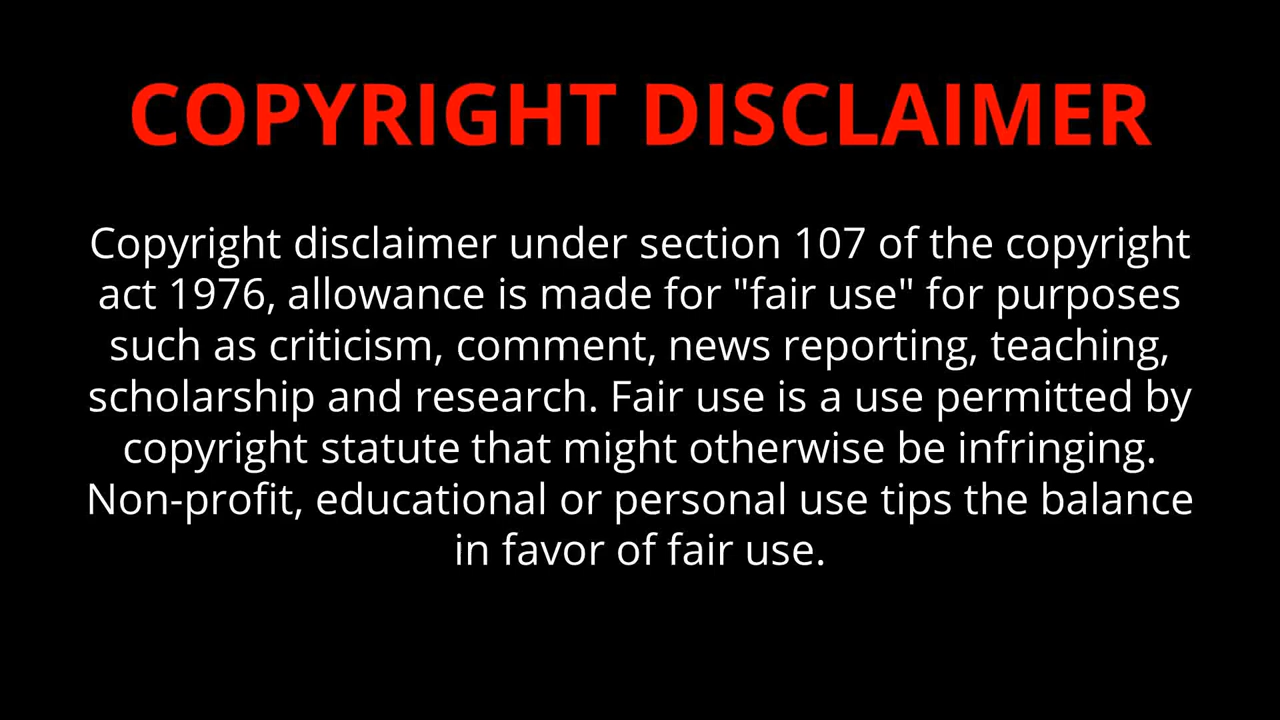 COPYRIGHT DISCLAIMER
Copyright disclaimer under section 107 of the copyright
act 1976, allowance is made for "fair use" for purposes
such as criticism, comment, news reporting, teaching,
scholarship and research. Fair use is a use permitted by
copyright statute that might otherwise be infringing.
Non-profit, educational or personal use tips the balance
in favor of fair use.